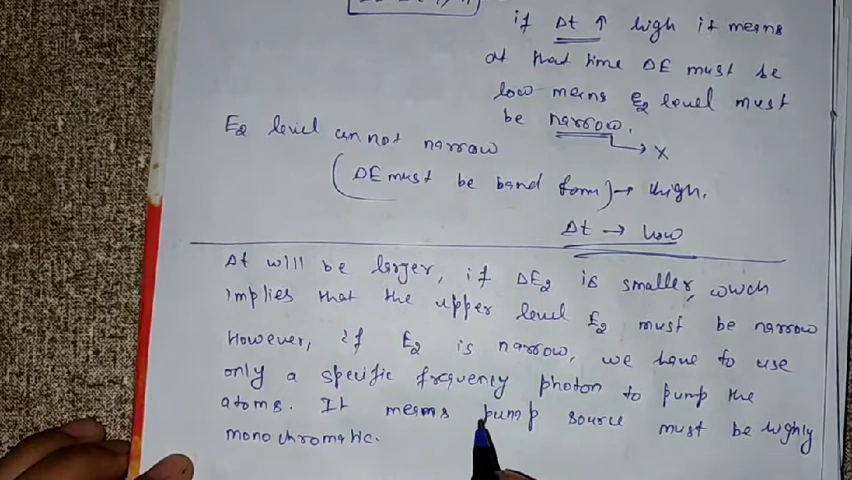 if Δt ↑ high it means
at that time ΔE must be
low means E2 level must
be narrow.
→ x
E2 level cannot narrow
(ΔE must be band form) → high.
Δt → low
Δt will be larger, if ΔE2 is smaller, which
implies that the upper level E2 must be narrow
However, if E2 is narrow, we have to use
only a specific frequency photon to pump the
atoms. It means pump source must be highly
monochromatic.